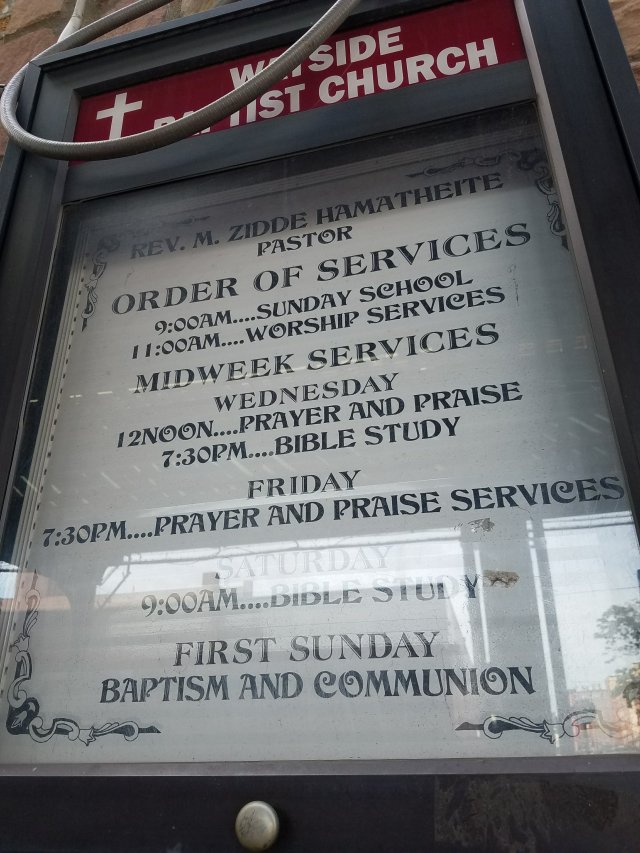 WAYSIDE
BAPTIST CHURCH
REV. M. ZIDDE HAMATHEITE
PASTOR
ORDER OF SERVICES
9:00AM....SUNDAY SCHOOL
11:00AM....WORSHIP SERVICES
MIDWEEK SERVICES
WEDNESDAY
12NOON....PRAYER AND PRAISE
7:30PM....BIBLE STUDY
FRIDAY
7:30PM....PRAYER AND PRAISE SERVICES
SATURDAY
9:00AM....BIBLE STUDY
FIRST SUNDAY
BAPTISM AND COMMUNION